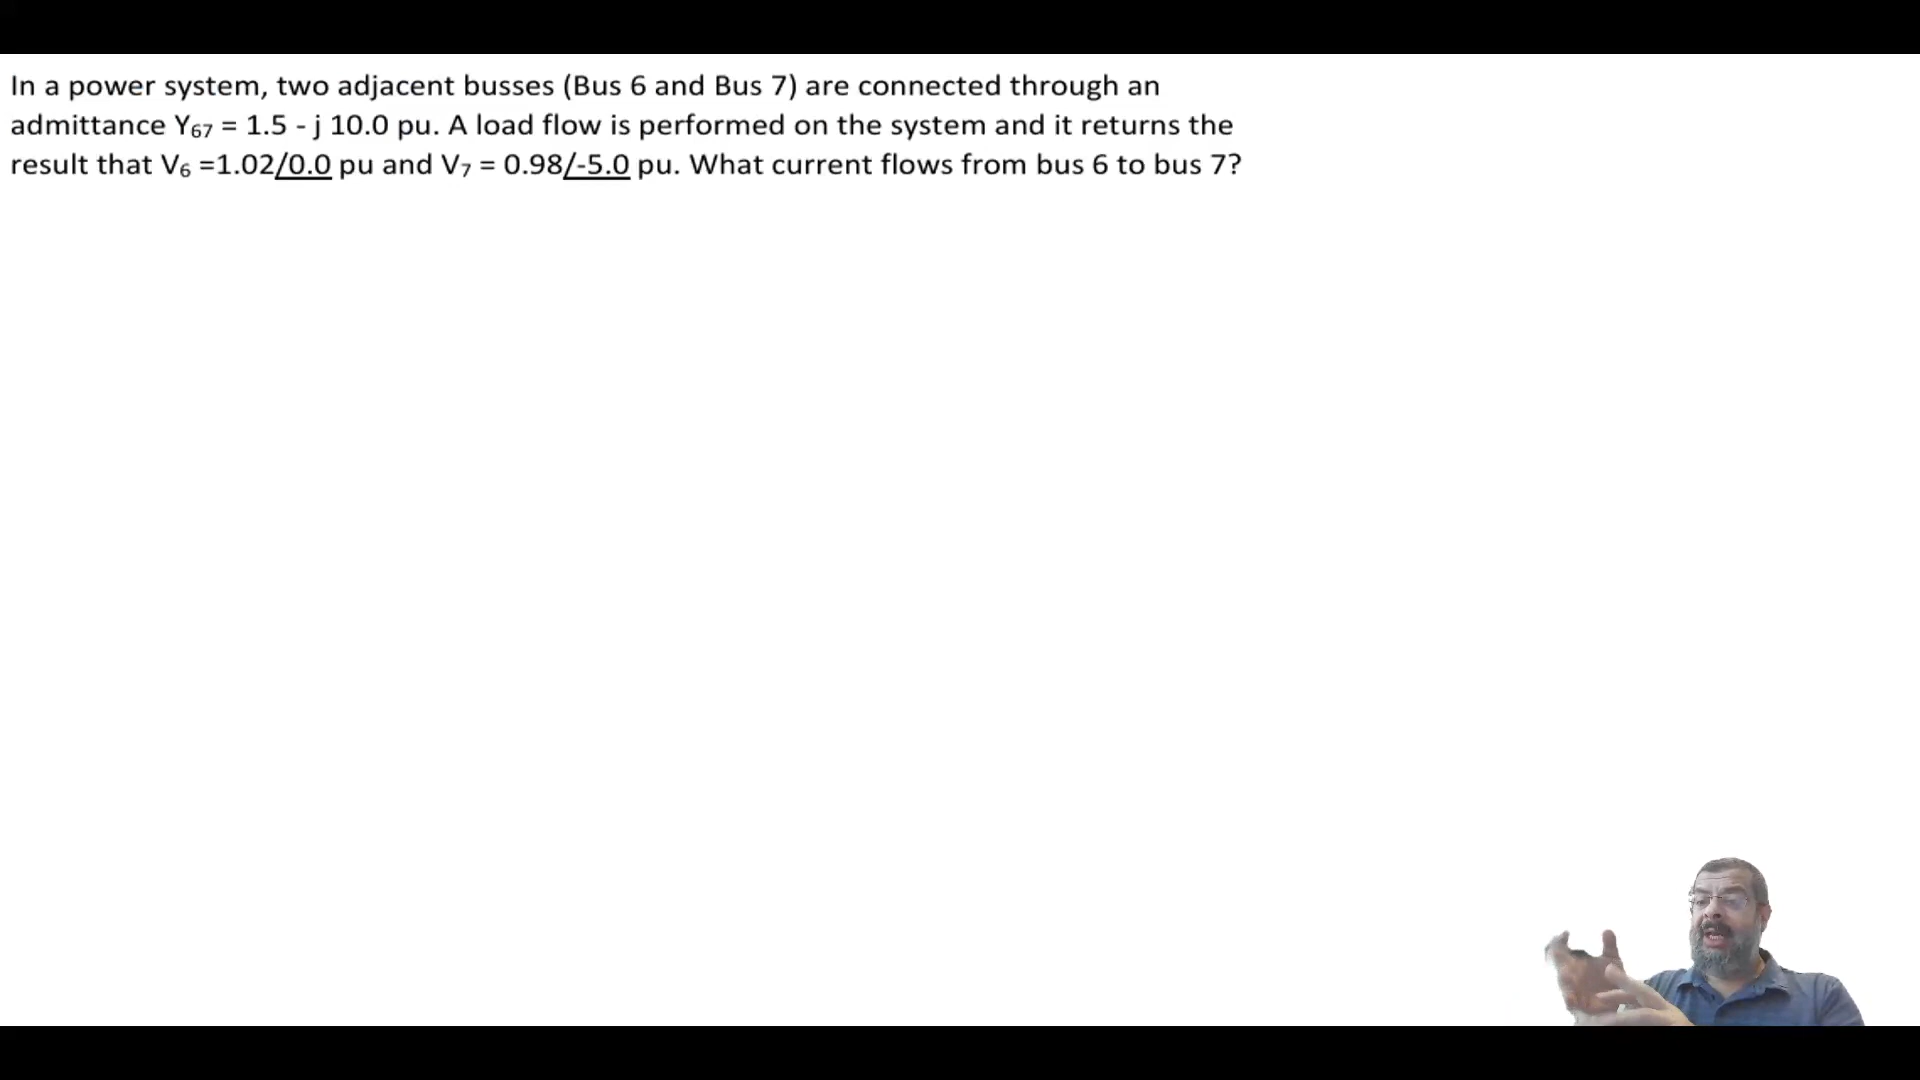 In a power system, two adjacent busses (Bus 6 and Bus 7) are connected through an
admittance Y₆₇ = 1.5 - j 10.0 pu. A load flow is performed on the system and it returns the
result that V₆ =1.02/0.0 pu and V₇ = 0.98/-5.0 pu. What current flows from bus 6 to bus 7?